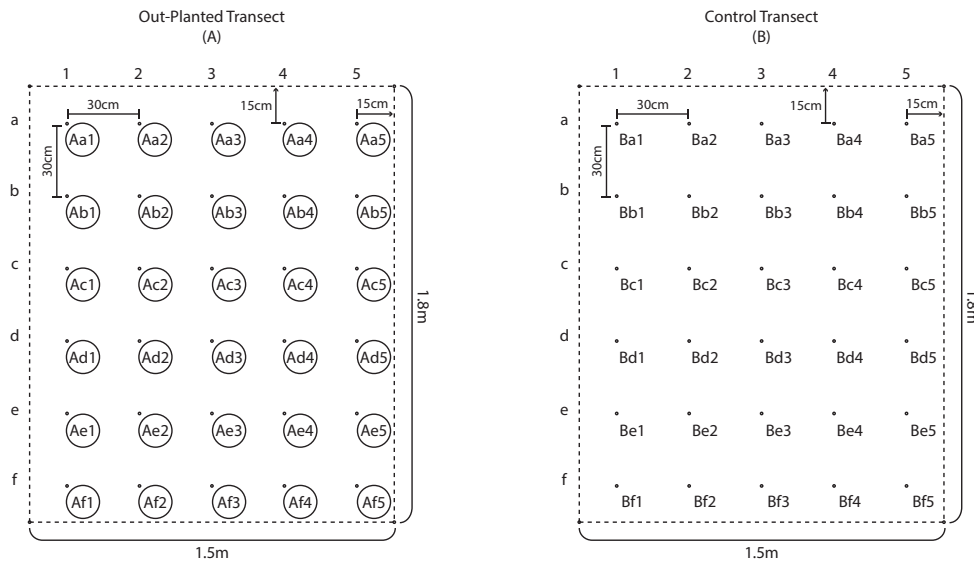 Out-Planted Transect
(A)
1 2 3 4 5
30cm
15cm
15cm
a
Aa1 Aa2 Aa3 Aa4 Aa5
30cm
b
Ab1 Ab2 Ab3 Ab4 Ab5
c
Ac1 Ac2 Ac3 Ac4 Ac5
d
Ad1 Ad2 Ad3 Ad4 Ad5
e
Ae1 Ae2 Ae3 Ae4 Ae5
f
Af1 Af2 Af3 Af4 Af5
1.8m
1.5m
Control Transect
(B)
1 2 3 4 5
30cm
15cm
15cm
a
Ba1 Ba2 Ba3 Ba4 Ba5
30cm
b
Bb1 Bb2 Bb3 Bb4 Bb5
c
Bc1 Bc2 Bc3 Bc4 Bc5
d
Bd1 Bd2 Bd3 Bd4 Bd5
e
Be1 Be2 Be3 Be4 Be5
f
Bf1 Bf2 Bf3 Bf4 Bf5
1.8m
1.5m